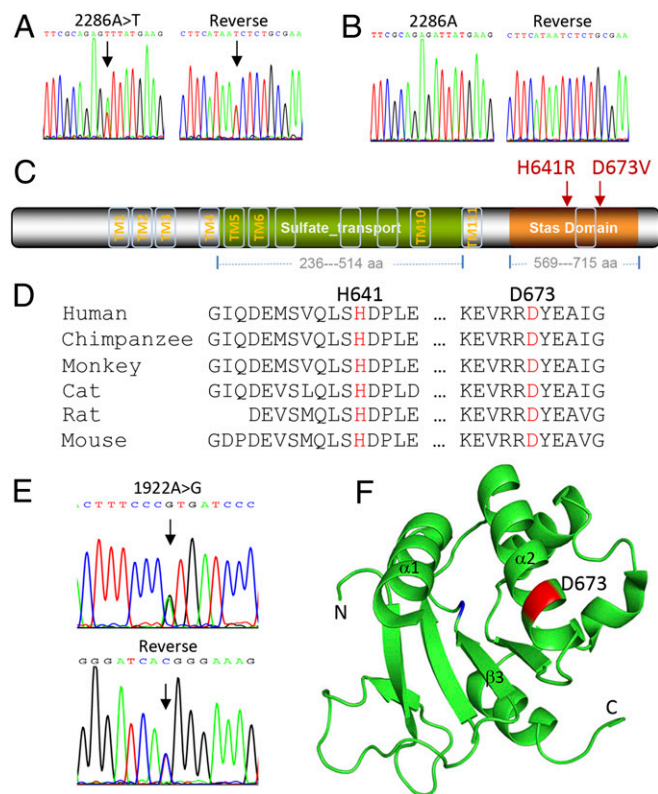 A
2286A>T
Reverse
TTCGCAGAGTTTATGAAG
CTTCATAATCTCTGCGAA
B
2286A
Reverse
TTCGCAGAGATTATGAAG
CTTCATAATCTCTGCGAA
C
H641R
D673V
TM1
TM2
TM3
TM4
TM5
TM6
Sulfate_transport
TM10
TM11
Stas Domain
236---514 aa
569---715 aa
D
H641
D673
Human GIQDEMSVQLSHDPLE ... KEVRRDYEAIG
Chimpanzee GIQDEMSVQLSHDPLE ... KEVRRDYEAIG
Monkey GIQDEMSVQLSHDPLE ... KEVRRDYEAIG
Cat GIQDEVSLQLSHDPLD ... KEVRRDYEAIG
Rat DEVSMQLSHDPLE ... KEVRRDYEAVG
Mouse GDPDEVSMQLSHDPLE ... KEVRRDYEAVG
E
1922A>G
ACTTTCCCGTGATCCC
Reverse
GGGATCACGGGAAAG
F
α1
α2
D673
N
β3
C